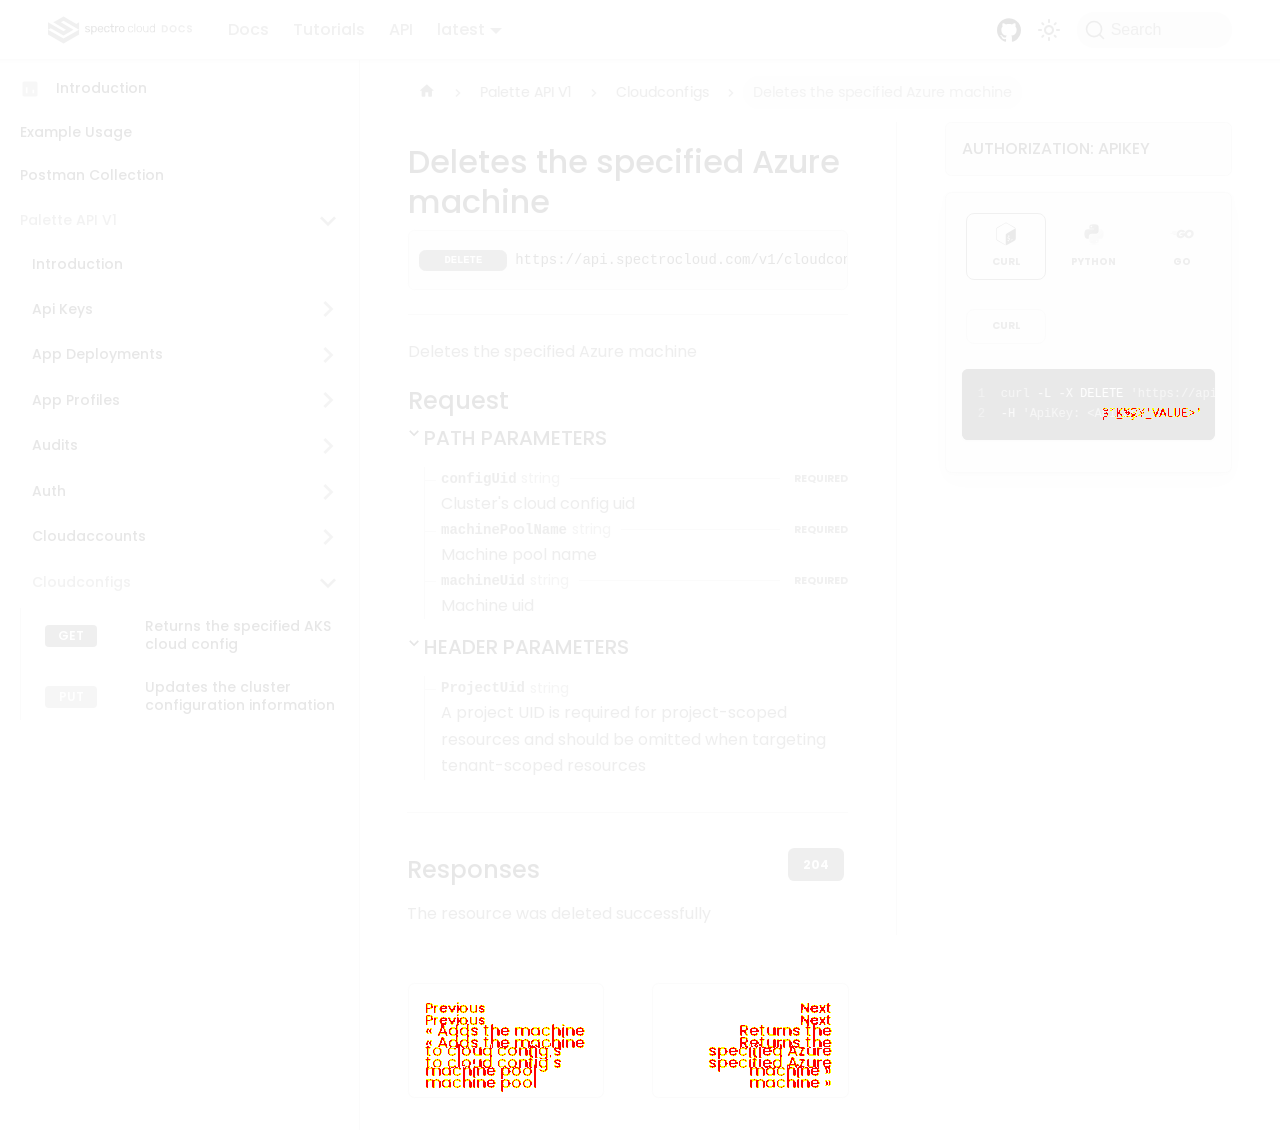 spectro cloud DOCS
Docs
Tutorials
API
latest
Search
Introduction
Example Usage
Postman Collection
Palette API V1
Introduction
Api Keys
App Deployments
App Profiles
Audits
Auth
Cloudaccounts
Cloudconfigs
GET Returns the specified AKS
cloud config
PUT Updates the cluster
configuration information
Palette API V1
Cloudconfigs
Deletes the specified Azure machine
Deletes the specified Azure
machine
DELETE https://api.spectrocloud.com/v1/cloudcon
Deletes the specified Azure machine
Request
PATH PARAMETERS
configUid string REQUIRED
Cluster's cloud config uid
machinePoolName string REQUIRED
Machine pool name
machineUid string REQUIRED
Machine uid
HEADER PARAMETERS
ProjectUid string
A project UID is required for project-scoped
resources and should be omitted when targeting
tenant-scoped resources
Responses
204
The resource was deleted successfully
AUTHORIZATION: APIKEY
CURL
PYTHON
GO
CURL
1 curl -L -X DELETE 'https://api
2 -H 'ApiKey:
Previous
« Adds the machine
to cloud config's
machine pool
Next
Returns the
specified Azure
machine »